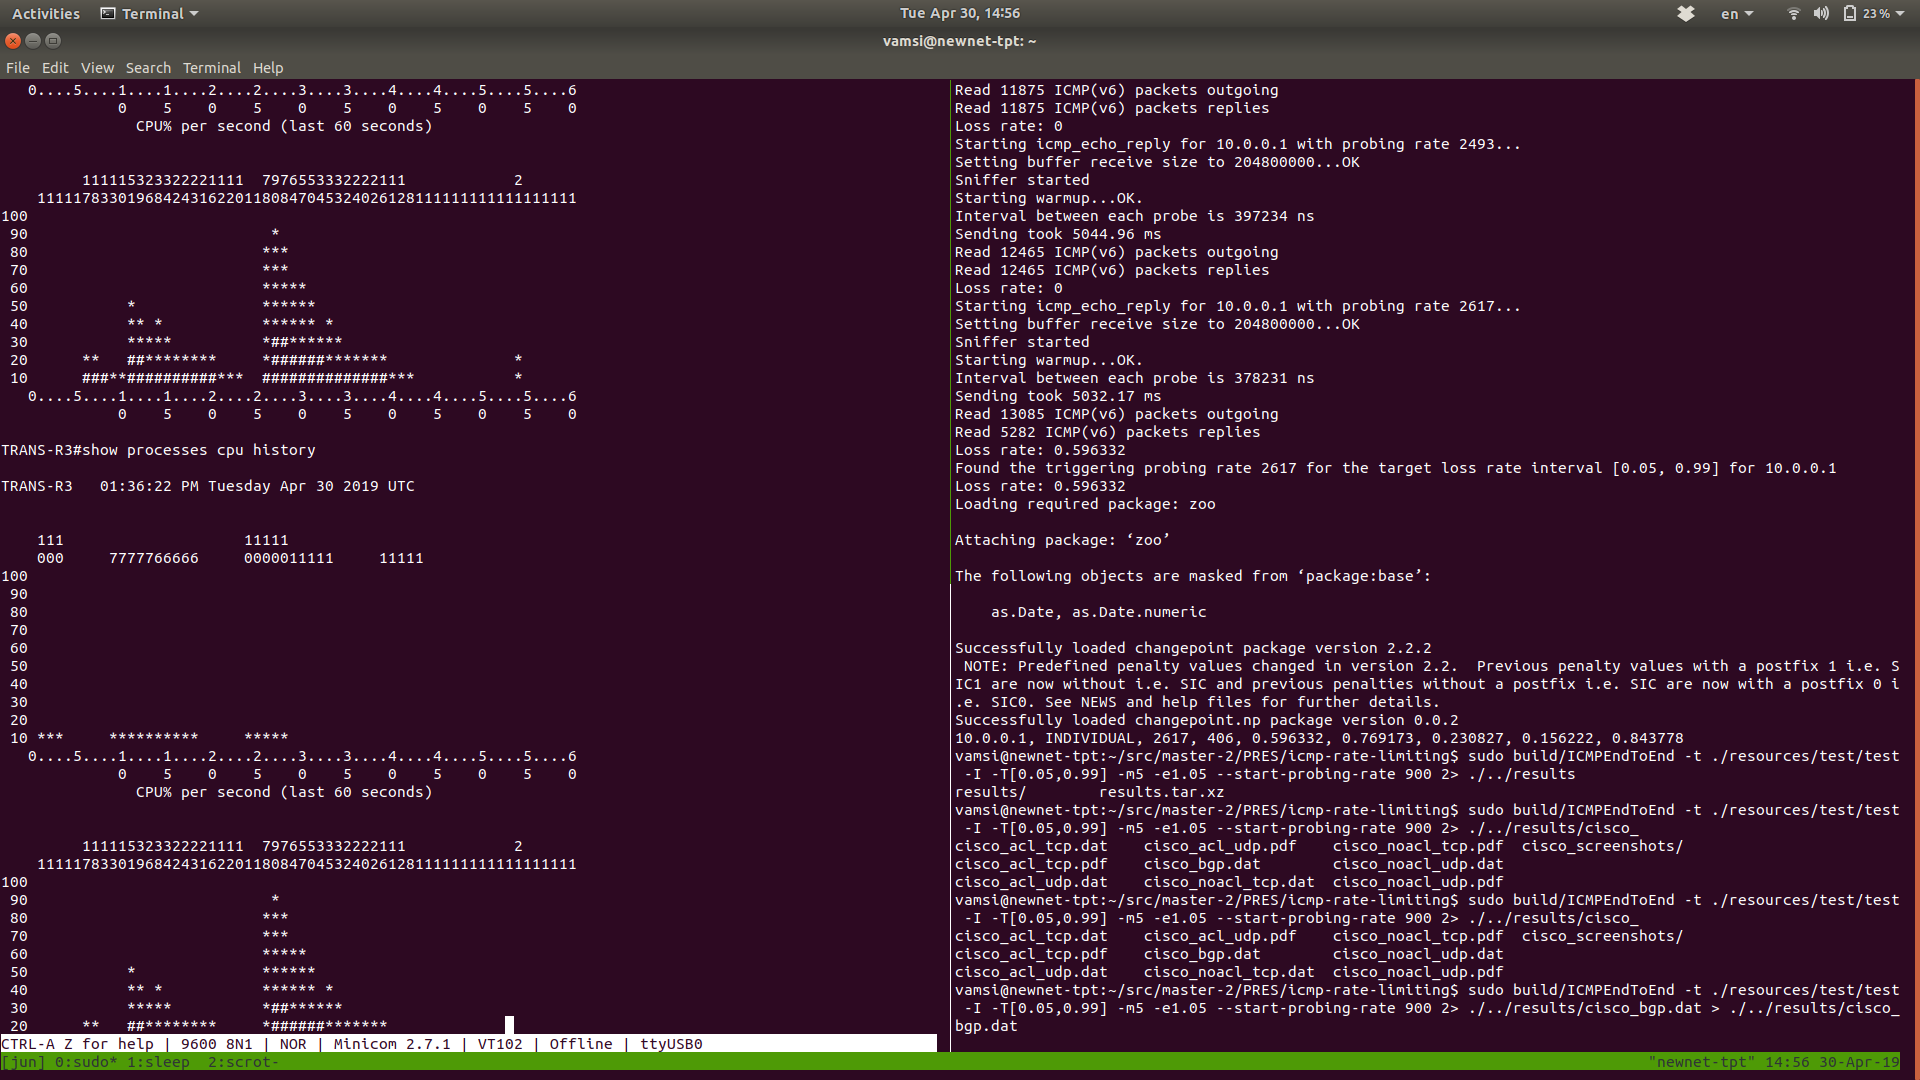 Activities Terminal Tue Apr 30, 14:56 en 23 %
vamsi@newnet-tpt: ~
File Edit View Search Terminal Help
   0....5....1....1....2....2....3....3....4....4....5....5....6
             0    5    0    5    0    5    0    5    0    5    0
               CPU% per second (last 60 seconds)
         111115323322221111  7976553332222111            2
    111117833019684243162201180847045324026128111111111111111111
100
 90                           *
 80                          ***
 70                          ***
 60                          *****
 50           *              ******
 40           ** *           ****** *
 30           *****          *##******
 20      **   ##********     *######*******              *
 10      ###**##########***  ##############***           *
   0....5....1....1....2....2....3....3....4....4....5....5....6
             0    5    0    5    0    5    0    5    0    5    0
TRANS-R3#show processes cpu history
TRANS-R3   01:36:22 PM Tuesday Apr 30 2019 UTC
    111                    11111
    000     7777766666     0000011111     11111
100
 90
 80
 70
 60
 50
 40
 30
 20
 10 ***     **********     *****
   0....5....1....1....2....2....3....3....4....4....5....5....6
             0    5    0    5    0    5    0    5    0    5    0
               CPU% per second (last 60 seconds)
         111115323322221111  7976553332222111            2
    111117833019684243162201180847045324026128111111111111111111
100
 90                           *
 80                          ***
 70                          ***
 60                          *****
 50           *              ******
 40           ** *           ****** *
 30           *****          *##******
 20      **   ##********     *######*******
CTRL-A Z for help | 9600 8N1 | NOR | Minicom 2.7.1 | VT102 | Offline | ttyUSB0
Read 11875 ICMP(v6) packets outgoing
Read 11875 ICMP(v6) packets replies
Loss rate: 0
Starting icmp_echo_reply for 10.0.0.1 with probing rate 2493...
Setting buffer receive size to 204800000...OK
Sniffer started
Starting warmup...OK.
Interval between each probe is 397234 ns
Sending took 5044.96 ms
Read 12465 ICMP(v6) packets outgoing
Read 12465 ICMP(v6) packets replies
Loss rate: 0
Starting icmp_echo_reply for 10.0.0.1 with probing rate 2617...
Setting buffer receive size to 204800000...OK
Sniffer started
Starting warmup...OK.
Interval between each probe is 378231 ns
Sending took 5032.17 ms
Read 13085 ICMP(v6) packets outgoing
Read 5282 ICMP(v6) packets replies
Loss rate: 0.596332
Found the triggering probing rate 2617 for the target loss rate interval [0.05, 0.99] for 10.0.0.1
Loss rate: 0.596332
Loading required package: zoo
Attaching package: ‘zoo’
The following objects are masked from ‘package:base’:
    as.Date, as.Date.numeric
Successfully loaded changepoint package version 2.2.2
 NOTE: Predefined penalty values changed in version 2.2.  Previous penalty values with a postfix 1 i.e. S
IC1 are now without i.e. SIC and previous penalties without a postfix i.e. SIC are now with a postfix 0 i
.e. SIC0. See NEWS and help files for further details.
Successfully loaded changepoint.np package version 0.0.2
10.0.0.1, INDIVIDUAL, 2617, 406, 0.596332, 0.769173, 0.230827, 0.156222, 0.843778
vamsi@newnet-tpt:~/src/master-2/PRES/icmp-rate-limiting$ sudo build/ICMPEndToEnd -t ./resources/test/test
 -I -T[0.05,0.99] -m5 -e1.05 --start-probing-rate 900 2> ./../results
results/        results.tar.xz
vamsi@newnet-tpt:~/src/master-2/PRES/icmp-rate-limiting$ sudo build/ICMPEndToEnd -t ./resources/test/test
 -I -T[0.05,0.99] -m5 -e1.05 --start-probing-rate 900 2> ./../results/cisco_
cisco_acl_tcp.dat    cisco_acl_udp.pdf    cisco_noacl_tcp.pdf  cisco_screenshots/
cisco_acl_tcp.pdf    cisco_bgp.dat        cisco_noacl_udp.dat
cisco_acl_udp.dat    cisco_noacl_tcp.dat  cisco_noacl_udp.pdf
vamsi@newnet-tpt:~/src/master-2/PRES/icmp-rate-limiting$ sudo build/ICMPEndToEnd -t ./resources/test/test
 -I -T[0.05,0.99] -m5 -e1.05 --start-probing-rate 900 2> ./../results/cisco_
cisco_acl_tcp.dat    cisco_acl_udp.pdf    cisco_noacl_tcp.pdf  cisco_screenshots/
cisco_acl_tcp.pdf    cisco_bgp.dat        cisco_noacl_udp.dat
cisco_acl_udp.dat    cisco_noacl_tcp.dat  cisco_noacl_udp.pdf
vamsi@newnet-tpt:~/src/master-2/PRES/icmp-rate-limiting$ sudo build/ICMPEndToEnd -t ./resources/test/test
 -I -T[0.05,0.99] -m5 -e1.05 --start-probing-rate 900 2> ./../results/cisco_bgp.dat > ./../results/cisco_
bgp.dat
[jun] 0:sudo* 1:sleep  2:scrot- "newnet-tpt" 14:56 30-Apr-19